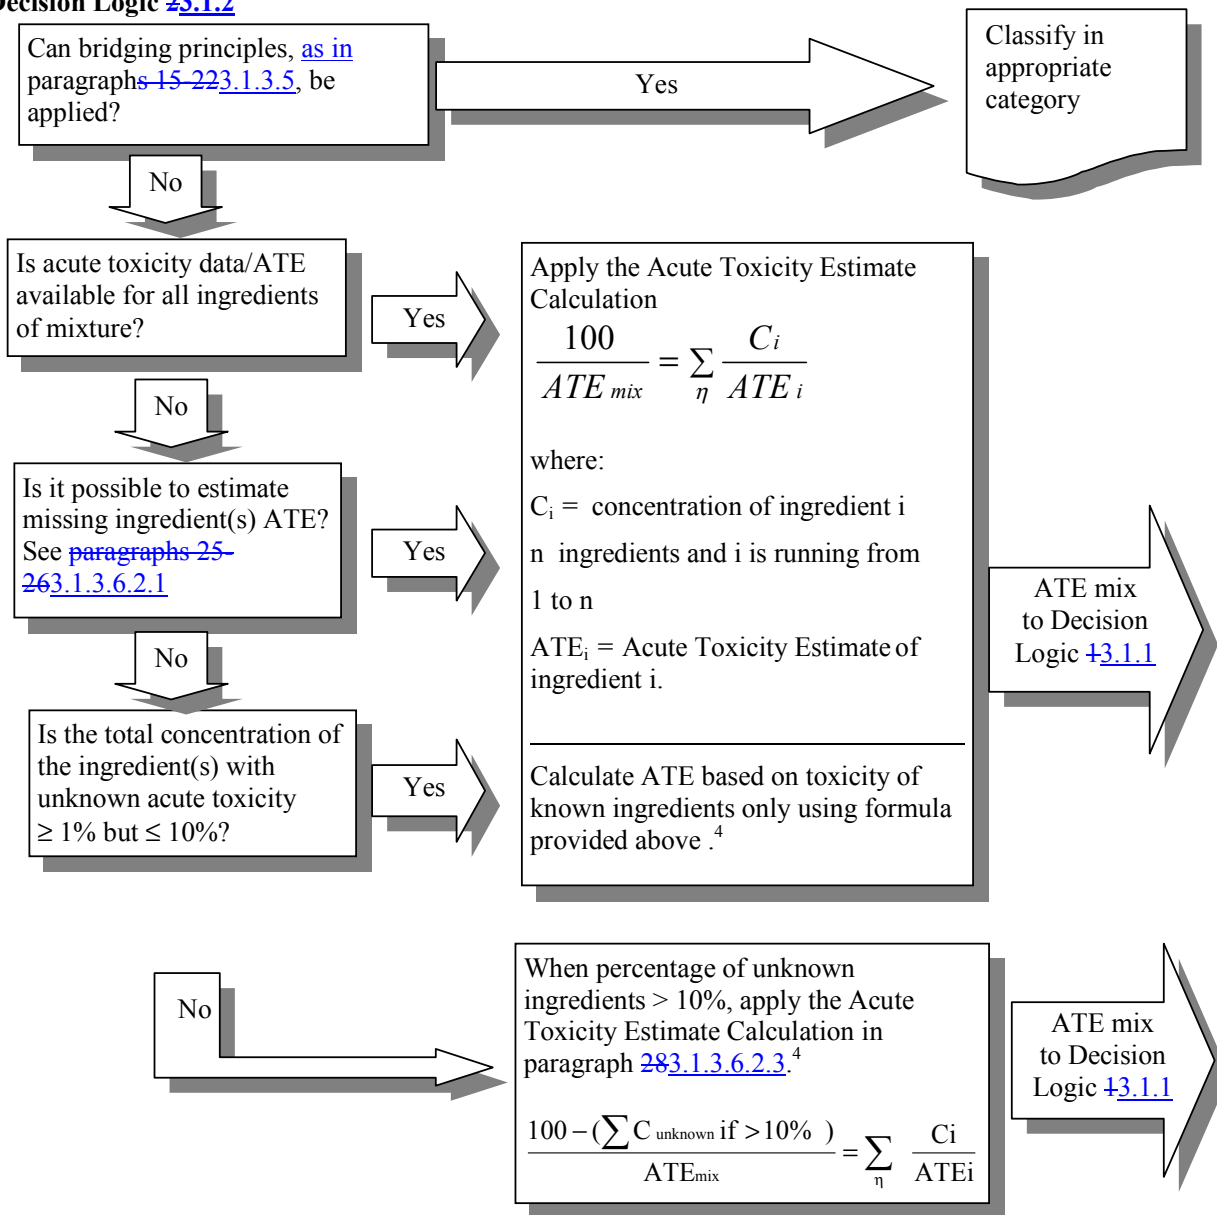 Decision Logic 23.1.2
Can bridging principles, as in
paragraphs 15-223.1.3.5, be
applied?
Yes
Classify in
appropriate
category
No
Is acute toxicity data/ATE
available for all ingredients
of mixture?
Yes
Apply the Acute Toxicity Estimate
Calculation
100 / ATE mix = ∑ η C i / ATE i
where:
Ci = concentration of ingredient i
n ingredients and i is running from
1 to n
ATEi = Acute Toxicity Estimate of
ingredient i.
No
Is it possible to estimate
missing ingredient(s) ATE?
See paragraphs 25-
263.1.3.6.2.1
Yes
ATE mix
to Decision
Logic 13.1.1
No
Is the total concentration of
the ingredient(s) with
unknown acute toxicity
≥ 1% but ≤ 10%?
Yes
Calculate ATE based on toxicity of
known ingredients only using formula
provided above .4
No
When percentage of unknown
ingredients > 10%, apply the Acute
Toxicity Estimate Calculation in
paragraph 283.1.3.6.2.3.4
100 − (∑ C unknown if > 10% ) / ATEmix = ∑ η Ci / ATEi
ATE mix
to Decision
Logic 13.1.1